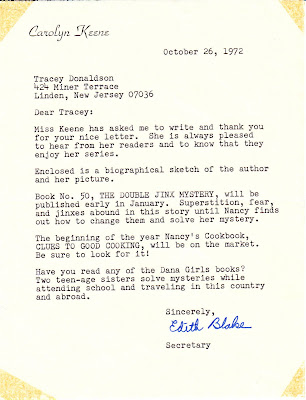 Carolyn Keene
October 26, 1972
Tracey Donaldson
424 Miner Terrace
Linden, New Jersey 07036
Dear Tracey:
Miss Keene has asked me to write and thank you
for your nice letter. She is always pleased
to hear from her readers and to know that they
enjoy her series.
Enclosed is a biographical sketch of the author
and her picture.
Book No. 50, THE DOUBLE JINX MYSTERY, will be
published early in January. Superstition, fear,
and jinxes abound in this story until Nancy finds
out how to change them and solve her mystery.
The beginning of the year Nancy's Cookbook,
CLUES TO GOOD COOKING, will be on the market.
Be sure to look for it!
Have you read any of the Dana Girls books?
Two teen-age sisters solve mysteries while
attending school and traveling in this country
and abroad.
Sincerely,
Edith Blake
Secretary